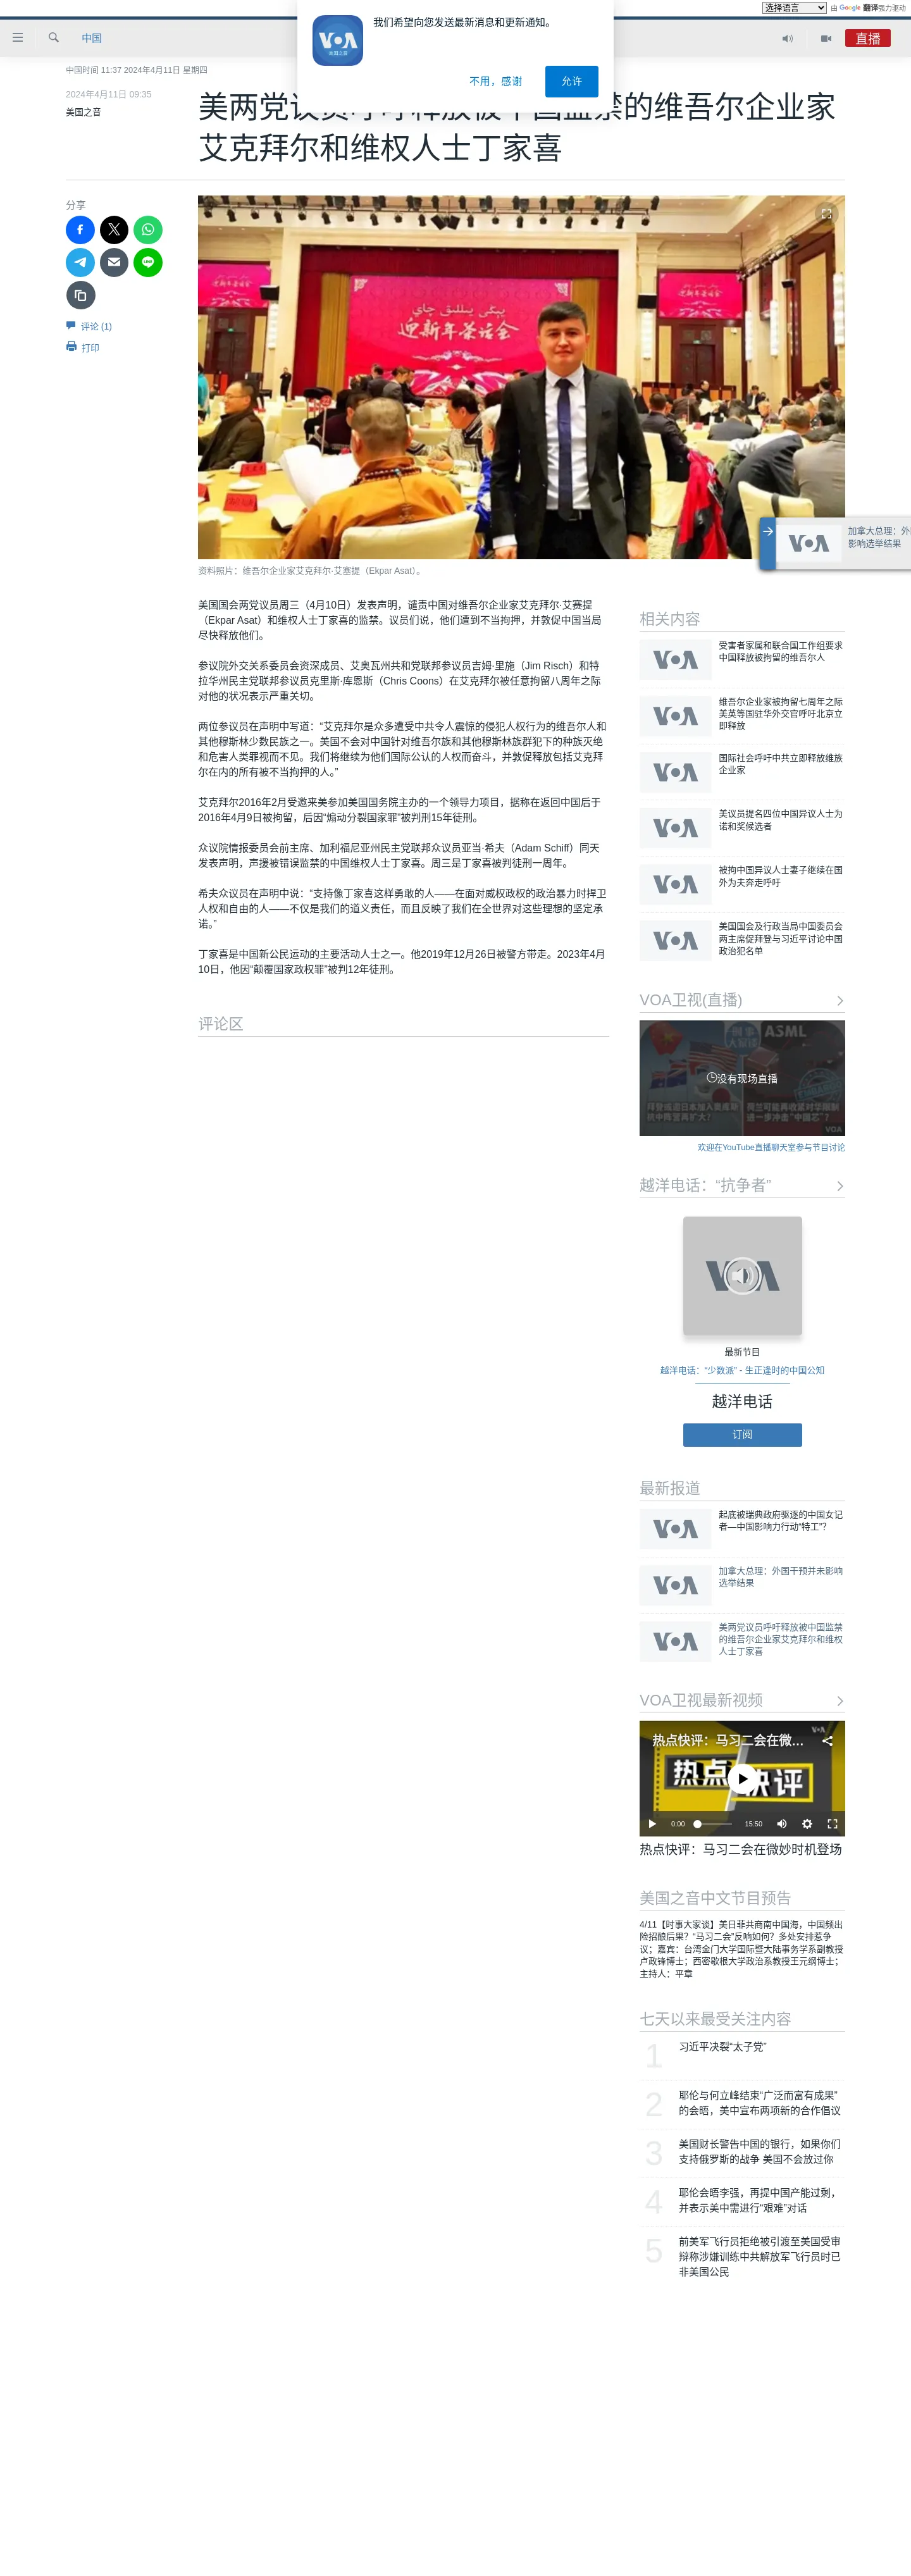 选择语言 由 Google 翻译强力驱动
我们希望向您发送最新消息和更新通知。
不用，感谢
允许
中国
直播
中国时间 11:37 2024年4月11日 星期四
2024年4月11日 09:35
美国之音
美两党议员呼吁释放被中国监禁的维吾尔企业家
艾克拜尔和维权人士丁家喜
分享
评论 (1)
打印
迎新年茶话会
资料照片：维吾尔企业家艾克拜尔·艾塞提（Ekpar Asat）。
加拿大总理：外
影响选举结果
美国国会两党议员周三（4月10日）发表声明，谴责中国对维吾尔企业家艾克拜尔·艾赛提
（Ekpar Asat）和维权人士丁家喜的监禁。议员们说，他们遭到不当拘押，并敦促中国当局
尽快释放他们。
参议院外交关系委员会资深成员、艾奥瓦州共和党联邦参议员吉姆·里施（Jim Risch）和特
拉华州民主党联邦参议员克里斯·库恩斯（Chris Coons）在艾克拜尔被任意拘留八周年之际
对他的状况表示严重关切。
两位参议员在声明中写道：“艾克拜尔是众多遭受中共令人震惊的侵犯人权行为的维吾尔人和
其他穆斯林少数民族之一。美国不会对中国针对维吾尔族和其他穆斯林族群犯下的种族灭绝
和危害人类罪视而不见。我们将继续为他们国际公认的人权而奋斗，并敦促释放包括艾克拜
尔在内的所有被不当拘押的人。”
艾克拜尔2016年2月受邀来美参加美国国务院主办的一个领导力项目，据称在返回中国后于
2016年4月9日被拘留，后因“煽动分裂国家罪”被判刑15年徒刑。
众议院情报委员会前主席、加利福尼亚州民主党联邦众议员亚当·希夫（Adam Schiff）同天
发表声明，声援被错误监禁的中国维权人士丁家喜。周三是丁家喜被判徒刑一周年。
希夫众议员在声明中说：“支持像丁家喜这样勇敢的人——在面对威权政权的政治暴力时捍卫
人权和自由的人——不仅是我们的道义责任，而且反映了我们在全世界对这些理想的坚定承
诺。”
丁家喜是中国新公民运动的主要活动人士之一。他2019年12月26日被警方带走。2023年4月
10日，他因“颠覆国家政权罪”被判12年徒刑。
评论区
相关内容
受害者家属和联合国工作组要求
中国释放被拘留的维吾尔人
维吾尔企业家被拘留七周年之际
美英等国驻华外交官呼吁北京立
即释放
国际社会呼吁中共立即释放维族
企业家
美议员提名四位中国异议人士为
诺和奖候选者
被拘中国异议人士妻子继续在国
外为夫奔走呼吁
美国国会及行政当局中国委员会
两主席促拜登与习近平讨论中国
政治犯名单
VOA卫视(直播)
没有现场直播
欢迎在YouTube直播聊天室参与节目讨论
越洋电话：“抗争者”
最新节目
越洋电话：“少数派” - 生正逢时的中国公知
越洋电话
订阅
最新报道
起底被瑞典政府驱逐的中国女记
者—中国影响力行动“特工”？
加拿大总理：外国干预并未影响
选举结果
美两党议员呼吁释放被中国监禁
的维吾尔企业家艾克拜尔和维权
人士丁家喜
VOA卫视最新视频
热点快评：马习二会在微...
热点快评
0:00 15:50
热点快评：马习二会在微妙时机登场
美国之音中文节目预告
4/11【时事大家谈】美日菲共商南中国海，中国频出
险招酿后果？“马习二会”反响如何？多处安排惹争
议；嘉宾：台湾金门大学国际暨大陆事务学系副教授
卢政锋博士；西密歇根大学政治系教授王元纲博士；
主持人：平章
七天以来最受关注内容
1 习近平决裂“太子党”
2 耶伦与何立峰结束“广泛而富有成果”
的会晤，美中宣布两项新的合作倡议
3 美国财长警告中国的银行，如果你们
支持俄罗斯的战争 美国不会放过你
4 耶伦会晤李强，再提中国产能过剩，
并表示美中需进行“艰难”对话
5 前美军飞行员拒绝被引渡至美国受审
辩称涉嫌训练中共解放军飞行员时已
非美国公民